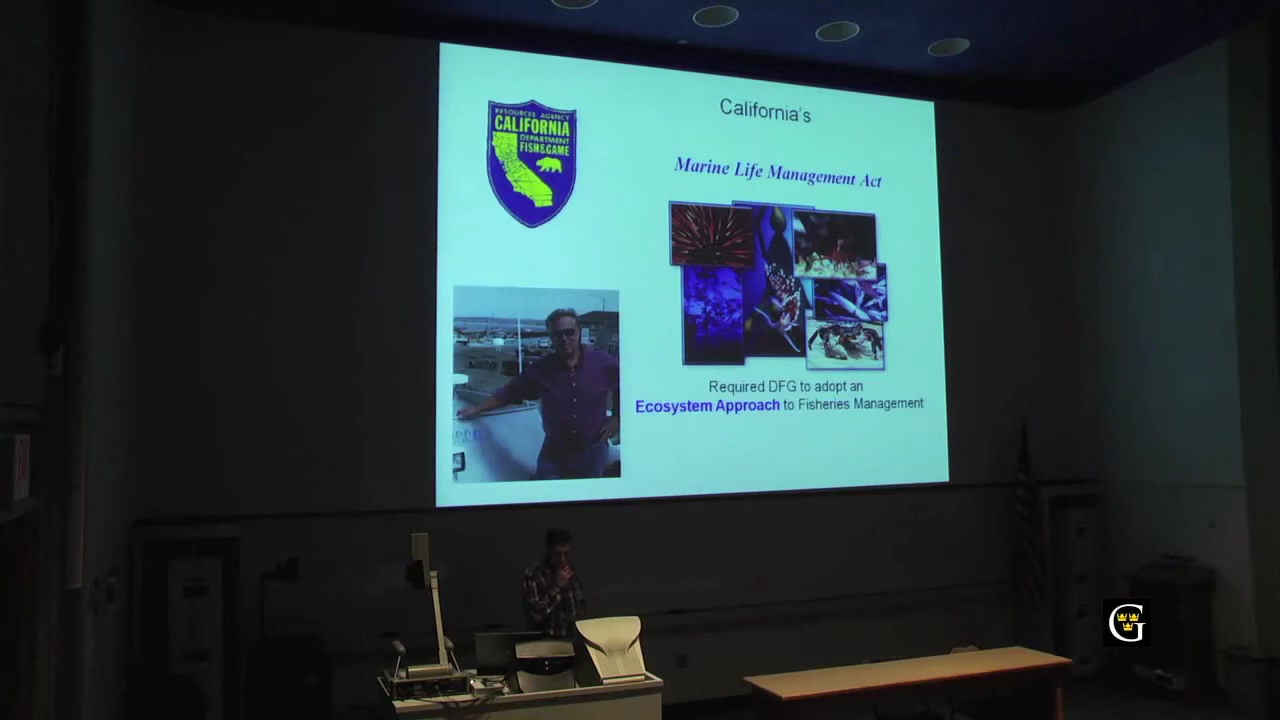 California's
RESOURCES AGENCY
CALIFORNIA
DEPARTMENT
FISH&GAME
Marine Life Management Act
Required DFG to adopt an
Ecosystem Approach to Fisheries Management
G